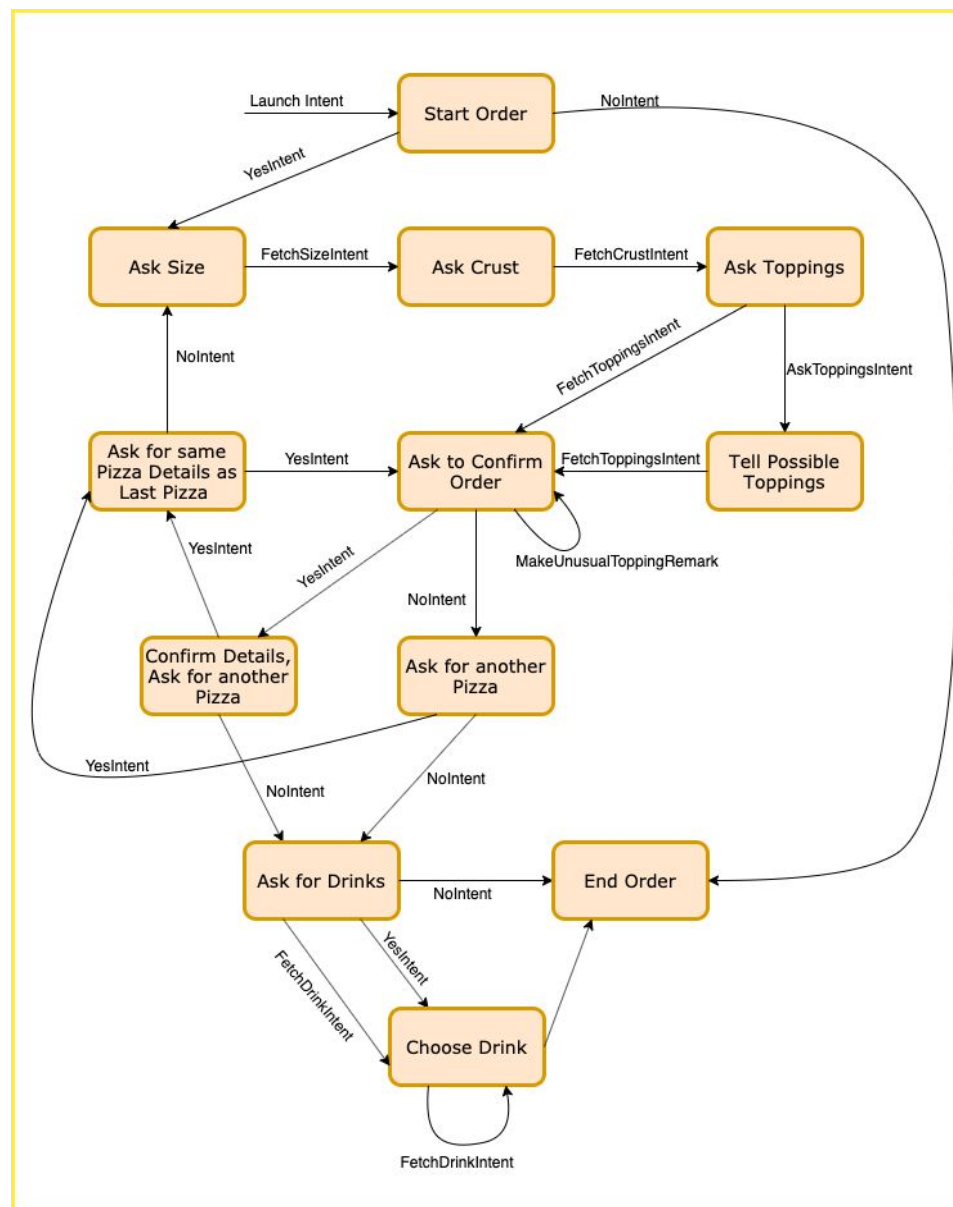 Launch Intent
Start Order
NoIntent
YesIntent
Ask Size
FetchSizeIntent
Ask Crust
FetchCrustIntent
Ask Toppings
NoIntent
FetchToppingsIntent
AskToppingsIntent
Ask for same
Pizza Details as
Last Pizza
YesIntent
Ask to Confirm
Order
FetchToppingsIntent
Tell Possible
Toppings
YesIntent
YesIntent
NoIntent
MakeUnusualToppingRemark
Confirm Details,
Ask for another
Pizza
Ask for another
Pizza
YesIntent
NoIntent
NoIntent
Ask for Drinks
NoIntent
End Order
FetchDrinkIntent
YesIntent
Choose Drink
FetchDrinkIntent